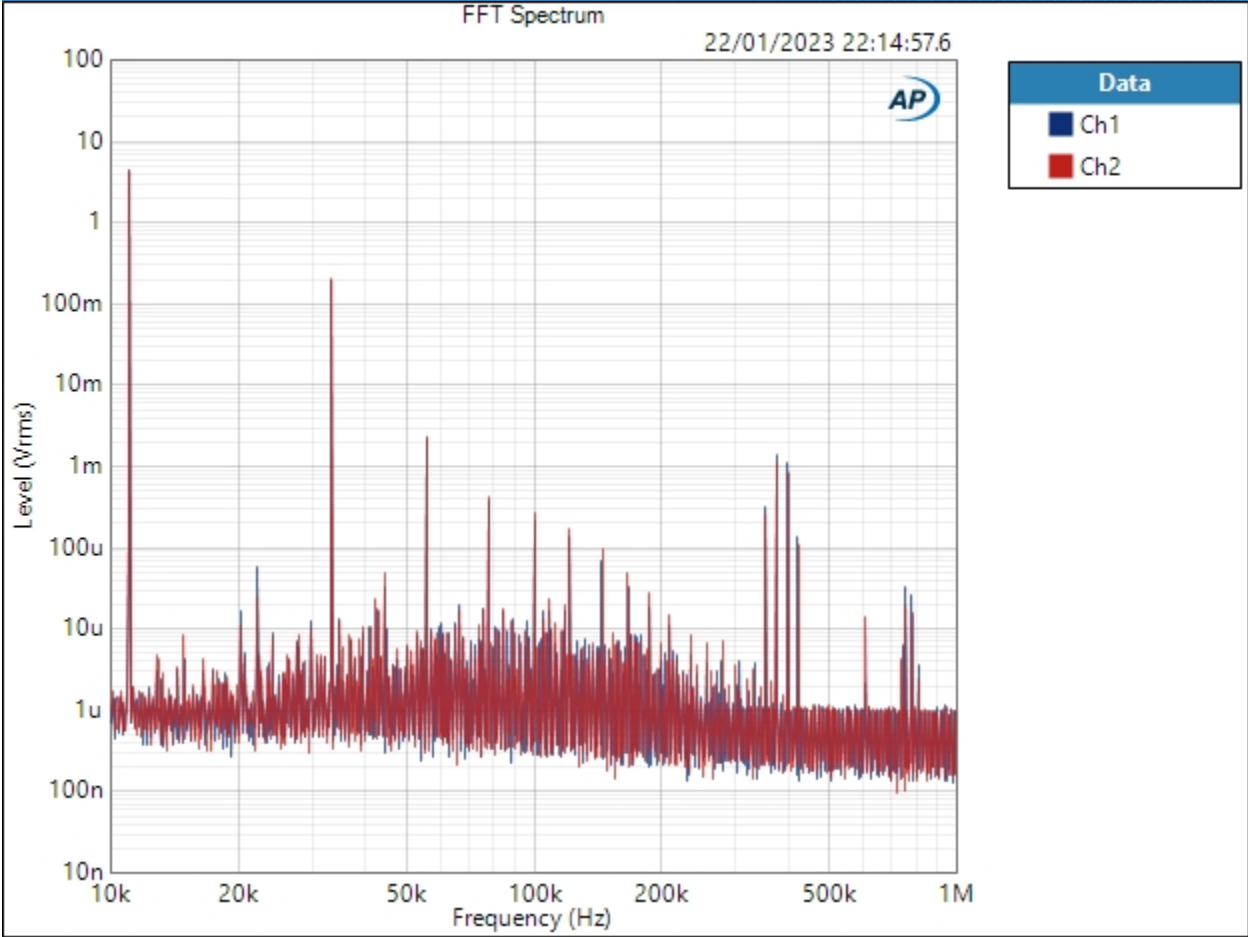 FFT Spectrum
22/01/2023 22:14:57.6
100
10
1
100m
10m
1m
100u
10u
1u
100n
10n
Level (Vrms)
10k 20k 50k 100k 200k 500k 1M
Frequency (Hz)
AP
Data
Ch1
Ch2